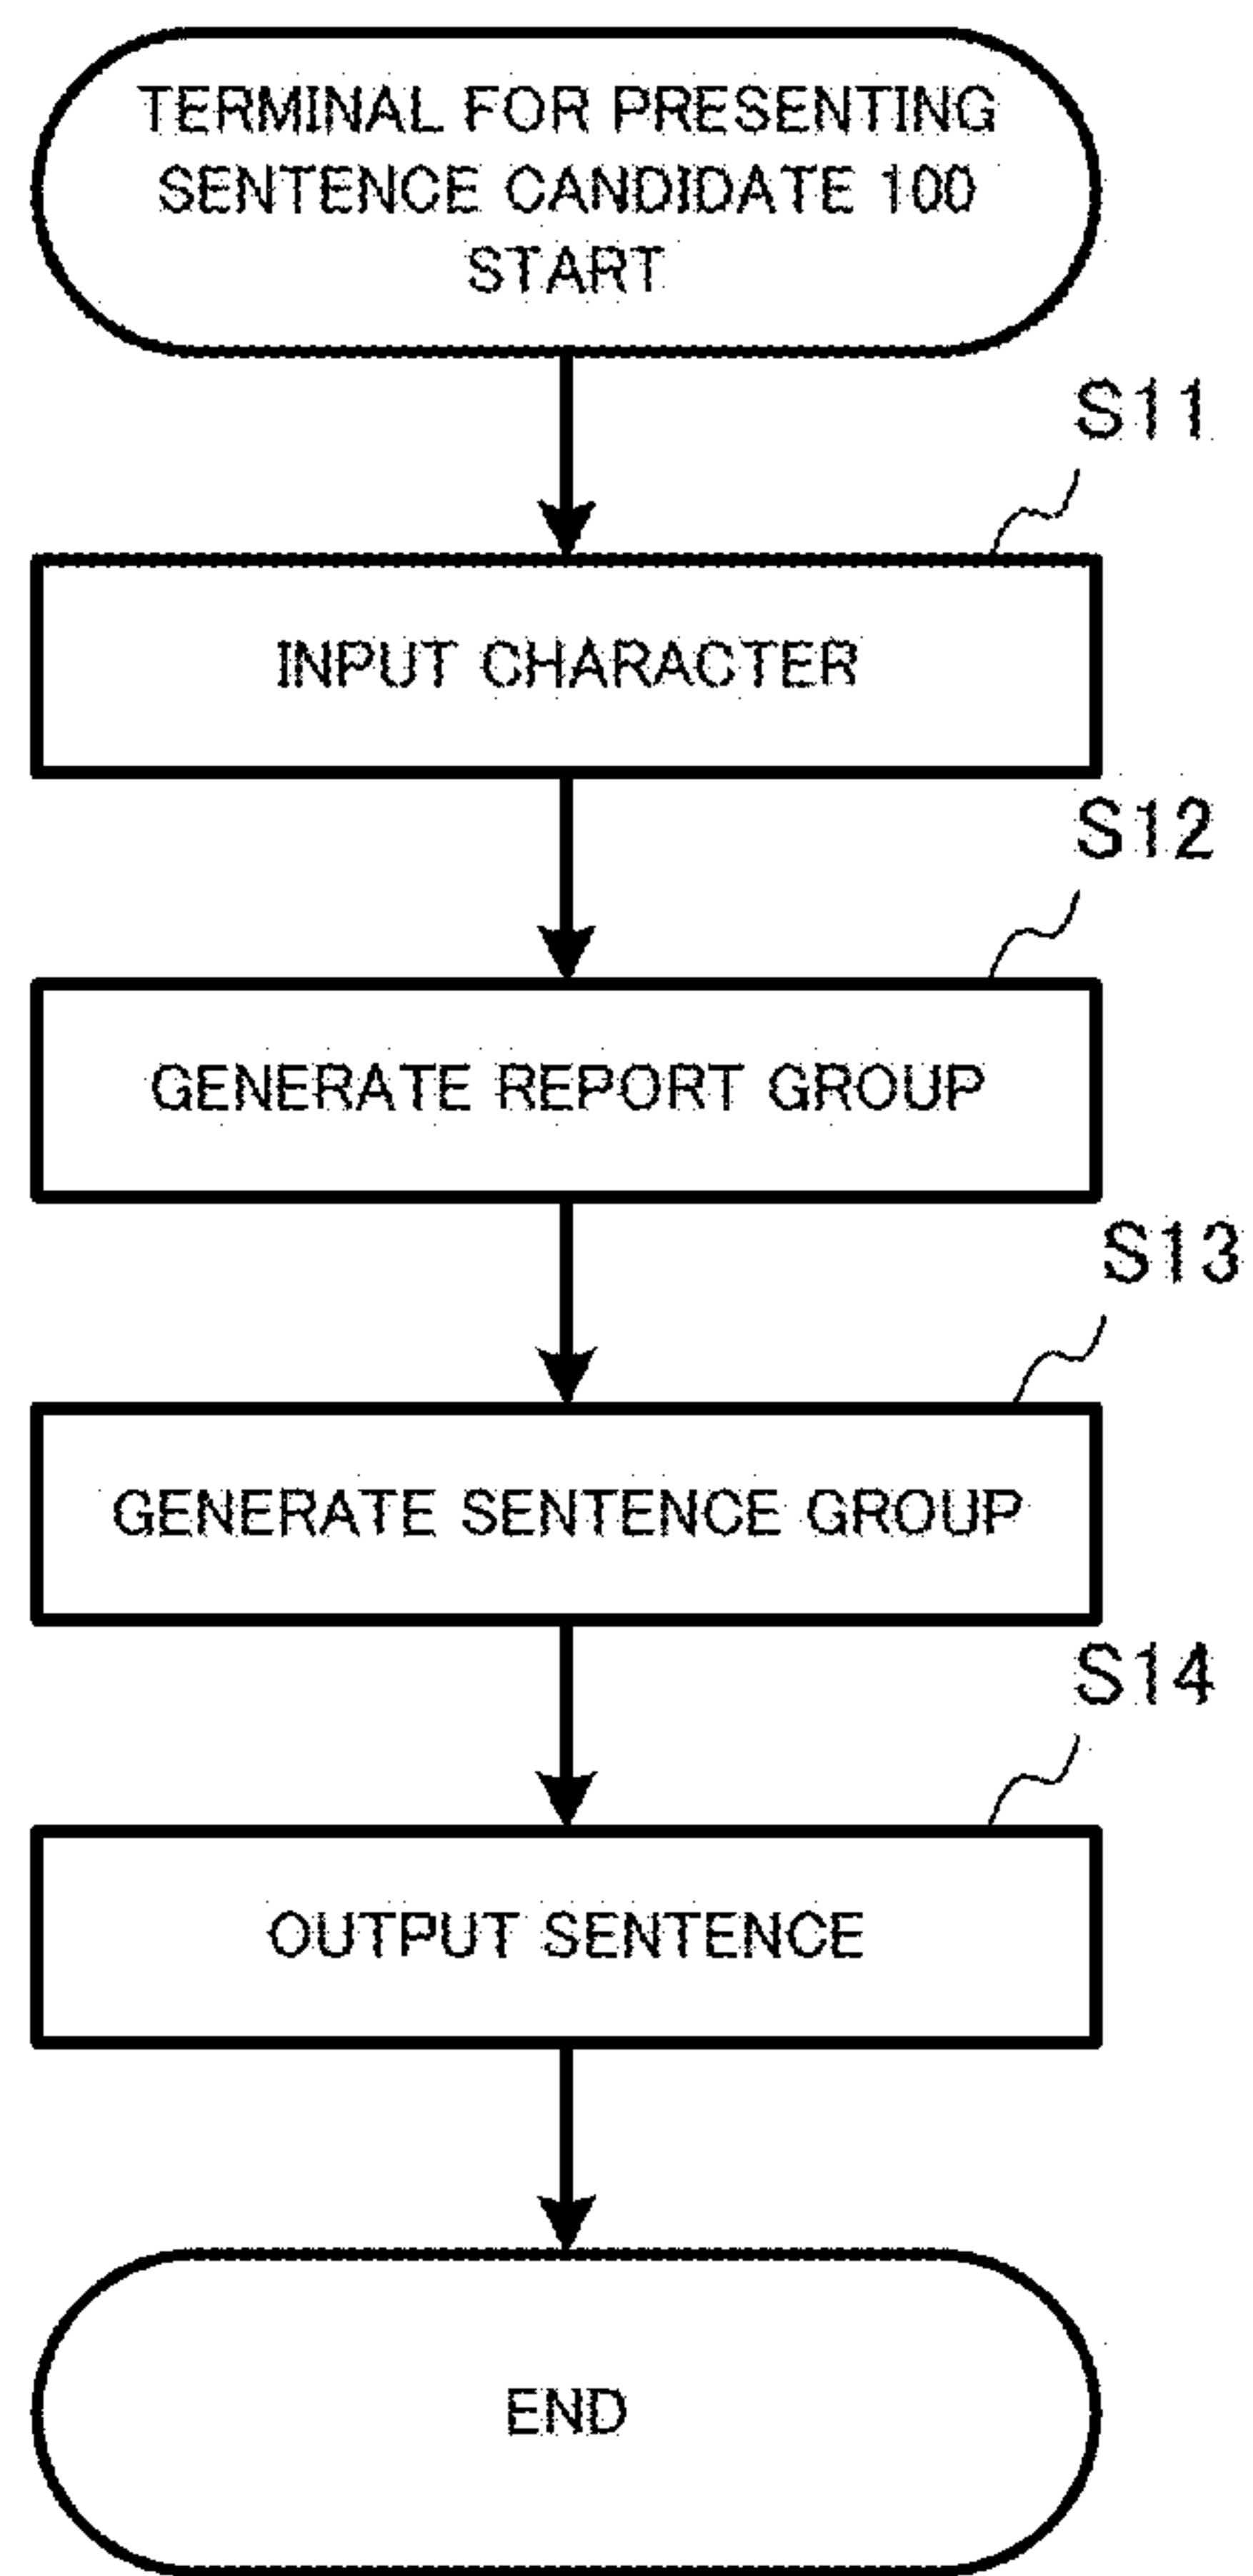 TERMINAL FOR PRESENTING
SENTENCE CANDIDATE 100
START
S11
INPUT CHARACTER
S12
GENERATE REPORT GROUP
S13
GENERATE SENTENCE GROUP
S14
OUTPUT SENTENCE
END